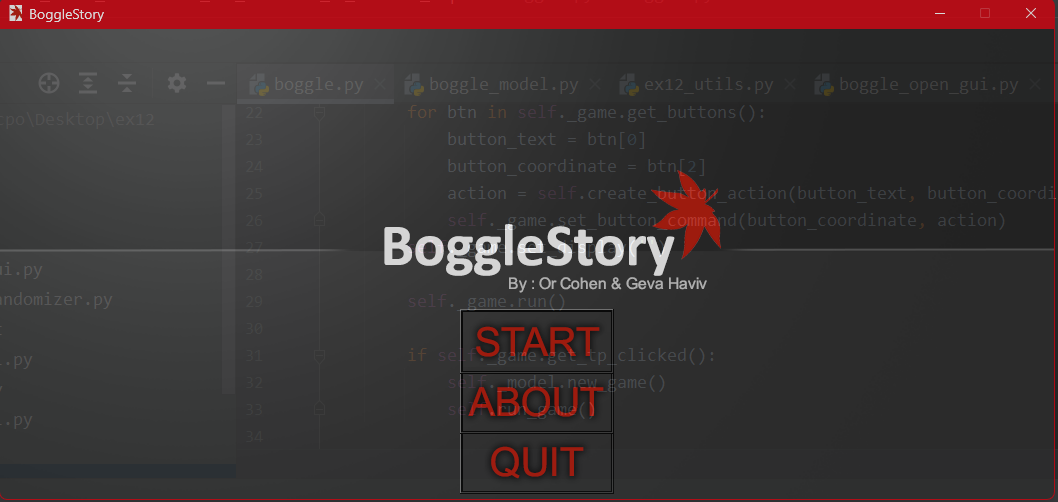 BoggleStory
boggle.py boggle_model.py ex12_utils.py boggle_open_gui.py
22 for btn in self._game.get_buttons():
cpo\Desktop\ex12
23 button_text = btn[0]
24 button_coordinate = btn[2]
25 action = self.create_button_action(button_text, button_coordi
26 self._game.set_button_command(button_coordinate, action)
27
BoggleStory
ui.py
28
By : Or Cohen & Geva Haviv
andomizer.py
29 self._game.run()
30
START
31 if self._game.get_tp_clicked():
.py
32 self._model.new_game()
ABOUT
33 self.run_game()
.py
34
QUIT